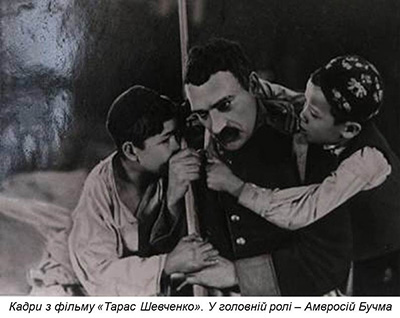 Кадри з фільму «Тарас Шевченко». У головній ролі – Амвросій Бучма